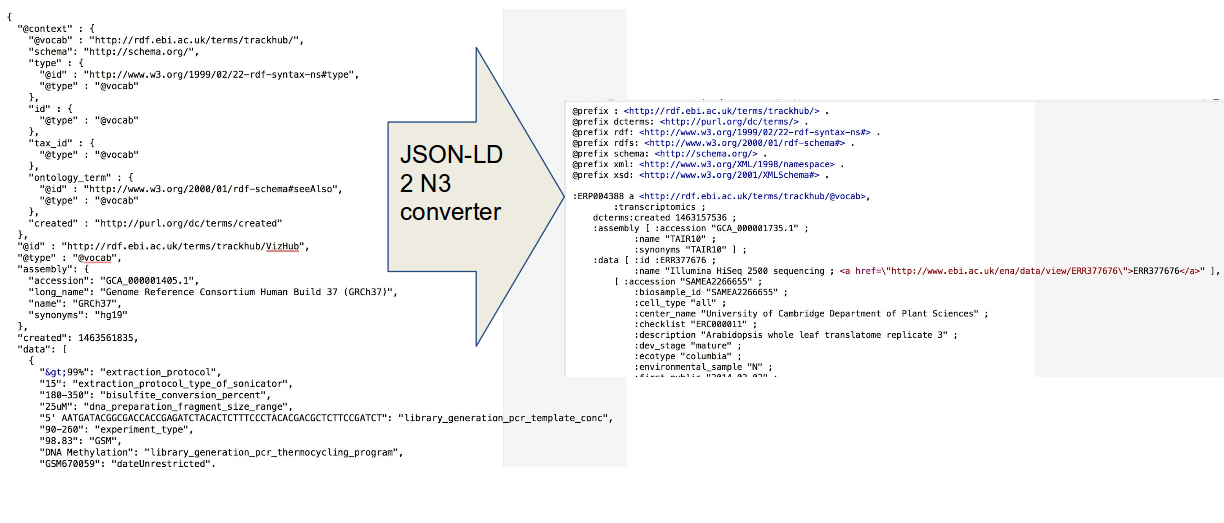 {
"@context" : {
"@vocab" : "http://rdf.ebi.ac.uk/terms/trackhub/",
"schema": "http://schema.org/",
"type" : {
"@id" : "http://www.w3.org/1999/02/22-rdf-syntax-ns#type",
"@type" : "@vocab"
},
"id" : {
"@type" : "@vocab"
},
"tax_id" : {
"@type" : "@vocab"
},
"ontology_term" : {
"@id" : "http://www.w3.org/2000/01/rdf-schema#seeAlso",
"@type" : "@vocab"
},
"created" : "http://purl.org/dc/terms/created"
},
"@id" : "http://rdf.ebi.ac.uk/terms/trackhub/VizHub",
"@type" : "@vocab",
"assembly": {
"accession": "GCA_000001405.1",
"long_name": "Genome Reference Consortium Human Build 37 (GRCh37)",
"name": "GRCh37",
"synonyms": "hg19"
},
"created": 1463561835,
"data": [
{
"&gt;99%": "extraction_protocol",
"15": "extraction_protocol_type_of_sonicator",
"180-350": "bisulfite_conversion_percent",
"25uM": "dna_preparation_fragment_size_range",
"5' AATGATACGGCGACCACCGAGATCTACACTCTTTCCCTACACGACGCTCTTCCGATCT": "library_generation_pcr_template_conc",
"90-260": "experiment_type",
"98.83": "GSM",
"DNA Methylation": "library_generation_pcr_thermocycling_program",
"GSM670059": "dateUnrestricted".
JSON-LD
2 N3
converter
@prefix : <http://rdf.ebi.ac.uk/terms/trackhub/> .
@prefix dcterms: <http://purl.org/dc/terms/> .
@prefix rdf: <http://www.w3.org/1999/02/22-rdf-syntax-ns#> .
@prefix rdfs: <http://www.w3.org/2000/01/rdf-schema#> .
@prefix schema: <http://schema.org/> .
@prefix xml: <http://www.w3.org/XML/1998/namespace> .
@prefix xsd: <http://www.w3.org/2001/XMLSchema#> .
:ERP004388 a <http://rdf.ebi.ac.uk/terms/trackhub/@vocab>,
:transcriptomics ;
dcterms:created 1463157536 ;
:assembly [ :accession "GCA_000001735.1" ;
:name "TAIR10" ;
:synonyms "TAIR10" ] ;
:data [ :id :ERR377676 ;
:name "Illumina HiSeq 2500 sequencing ; <a href=\"http://www.ebi.ac.uk/ena/data/view/ERR377676\">ERR377676</a>" ],
[ :accession "SAMEA2266655" ;
:biosample_id "SAMEA2266655" ;
:cell_type "all" ;
:center_name "University of Cambridge Department of Plant Sciences" ;
:checklist "ERC000011" ;
:description "Arabidopsis whole leaf translatome replicate 3" ;
:dev_stage "mature" ;
:ecotype "columbia" ;
:environmental_sample "N" ;